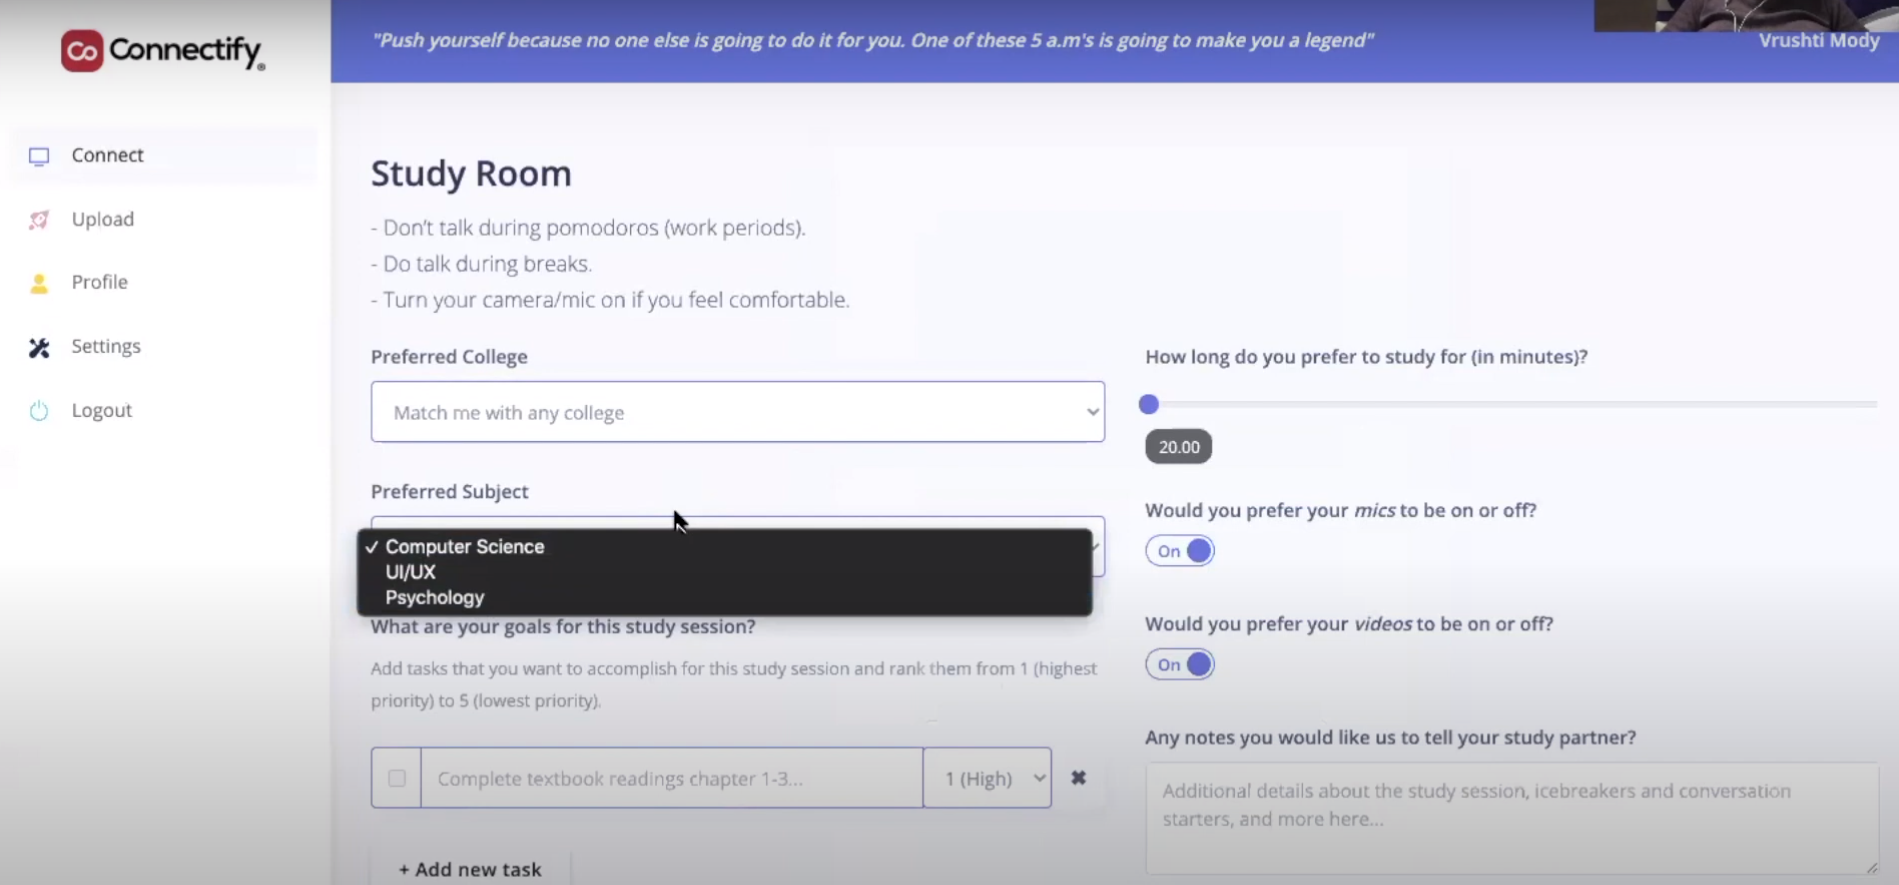 Co Connectify®
"Push yourself because no one else is going to do it for you. One of these 5 a.m's is going to make you a legend"
Vrushti Mody
Connect
Upload
Profile
Settings
Logout
Study Room
- Don't talk during pomodoros (work periods).
- Do talk during breaks.
- Turn your camera/mic on if you feel comfortable.
Preferred College
Match me with any college
Preferred Subject
✓ Computer Science
UI/UX
Psychology
What are your goals for this study session?
Add tasks that you want to accomplish for this study session and rank them from 1 (highest
priority) to 5 (lowest priority).
Complete textbook readings chapter 1-3...
1 (High)
+ Add new task
How long do you prefer to study for (in minutes)?
20.00
Would you prefer your mics to be on or off?
On
Would you prefer your videos to be on or off?
On
Any notes you would like us to tell your study partner?
Additional details about the study session, icebreakers and conversation
starters, and more here...